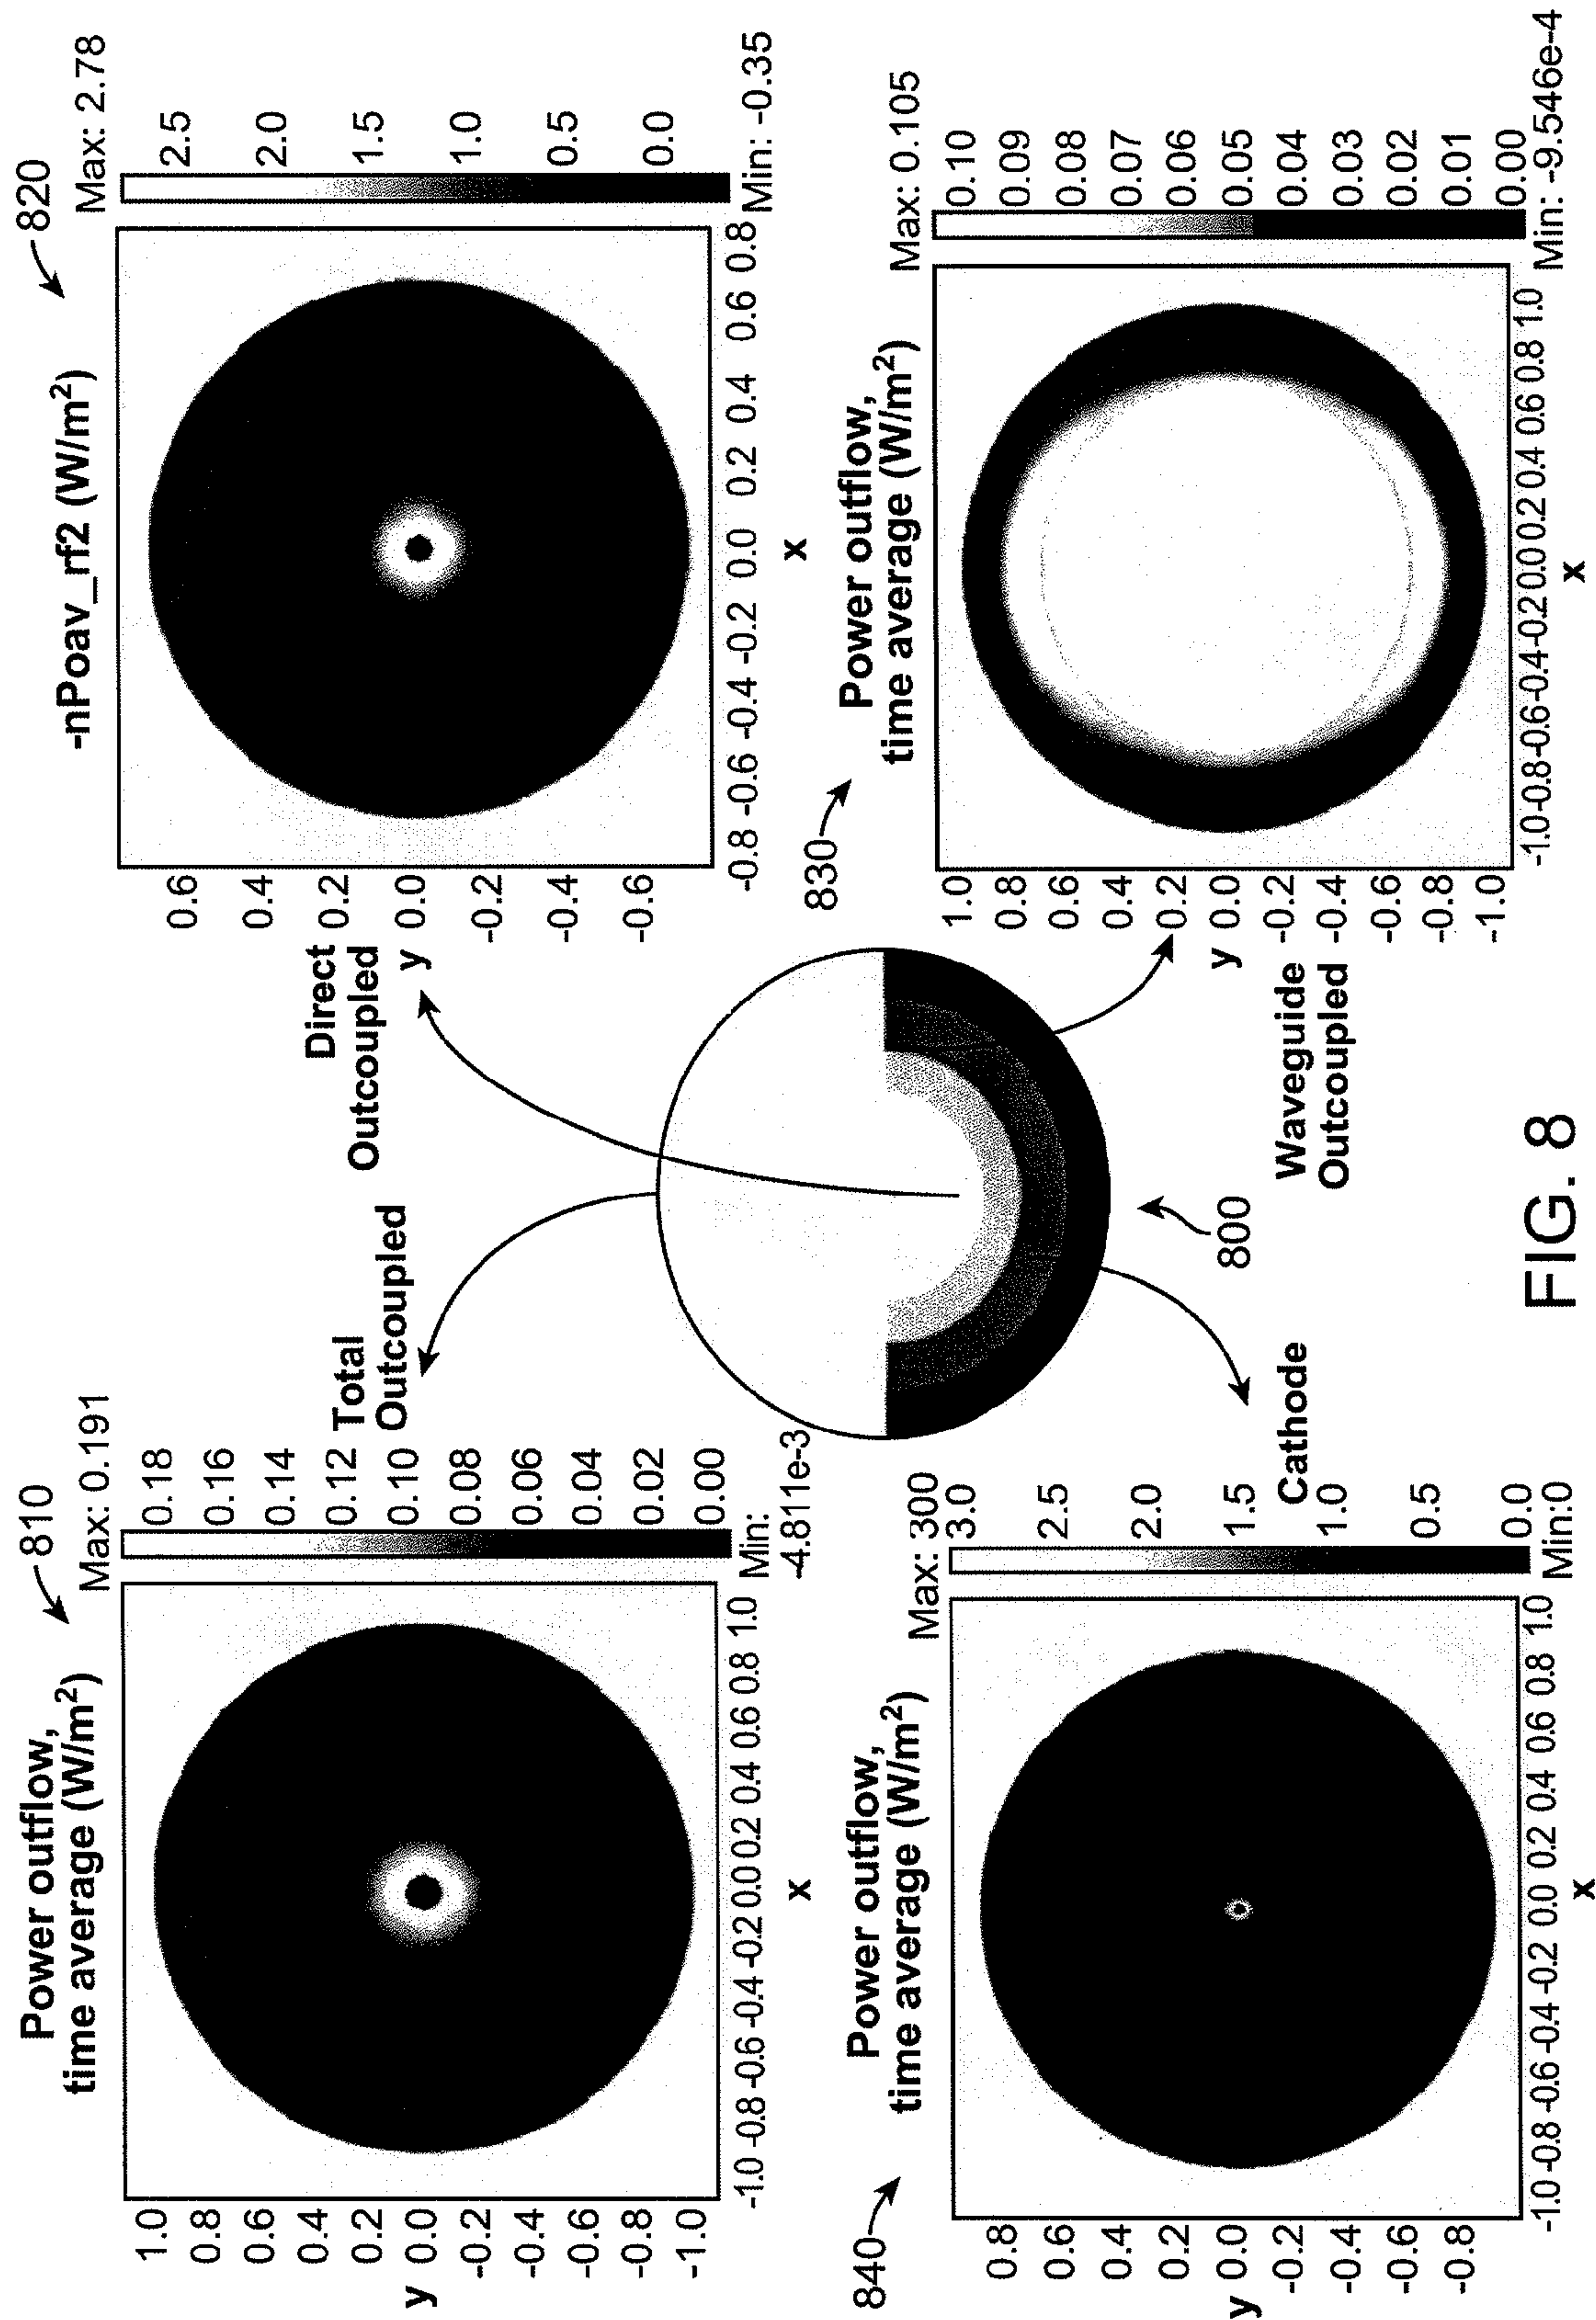 810
Power outflow,
time average (W/m²)
Max: 0.191
0.18
0.16
0.14
0.12
0.10
0.08
0.06
0.04
0.02
0.00
Min:
-4.811e-3
1.0
0.8
0.6
0.4
0.2
y 0.0
-0.2
-0.4
-0.6
-0.8
-1.0
-1.0 -0.8 -0.6 -0.4 -0.2 0.0 0.2 0.4 0.6 0.8 1.0
x
Total
Outcoupled
Direct
Outcoupled
820
-nPoav_rf2 (W/m²)
Max: 2.78
2.5
2.0
1.5
1.0
0.5
0.0
Min: -0.35
0.6
0.4
0.2
y 0.0
-0.2
-0.4
-0.6
-0.8 -0.6 -0.4 -0.2 0.0 0.2 0.4 0.6 0.8
x
840
Power outflow,
time average (W/m²)
Max: 300
3.0
2.5
2.0
1.5
1.0
0.5
0.0
Min:0
0.8
0.6
0.4
0.2
y 0.0
-0.2
-0.4
-0.6
-0.8
-1.0 -0.8 -0.6 -0.4 -0.2 0.0 0.2 0.4 0.6 0.8 1.0
x
Cathode
800
Waveguide
Outcoupled
830
Power outflow,
time average (W/m²)
Max: 0.105
0.10
0.09
0.08
0.07
0.06
0.05
0.04
0.03
0.02
0.01
0.00
Min: -9.546e-4
1.0
0.8
0.6
0.4
0.2
y 0.0
-0.2
-0.4
-0.6
-0.8
-1.0
-1.0-0.8-0.6-0.4-0.2 0.0 0.2 0.4 0.6 0.8 1.0
x
FIG. 8